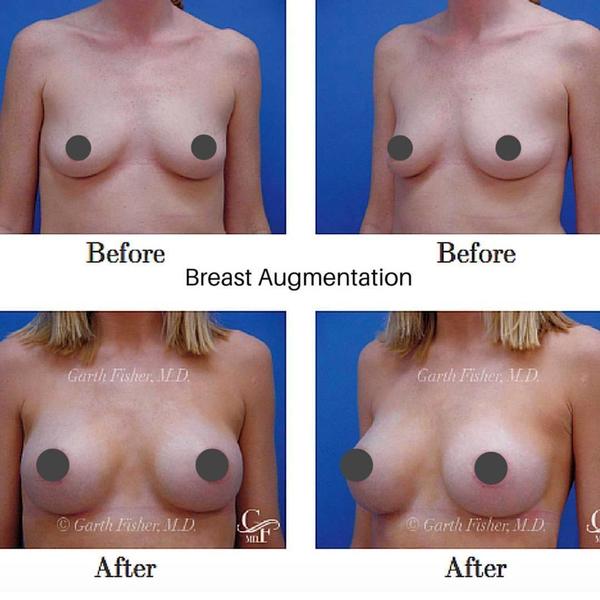 Before
Before
Breast Augmentation
Garth Fisher, M.D.
Garth Fisher, M.D.
© Garth Fisher, M.D.
© Garth Fisher, M.D.
After
After